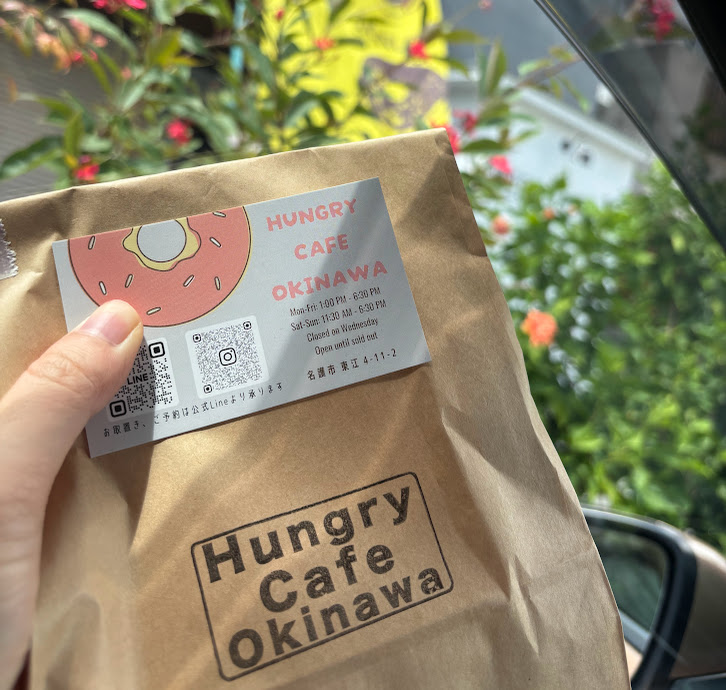 HUNGRY
CAFE
OKINAWA
Mon-Fri: 1:00 PM - 6:30 PM
Sat-Sun: 11:30 AM - 6:30 PM
Closed on Wednesday
Open until sold out
名護市 東江 4-11-2
LINE
お取置き、ご予約は公式Lineより承ります
Hungry
Cafe
Okinawa